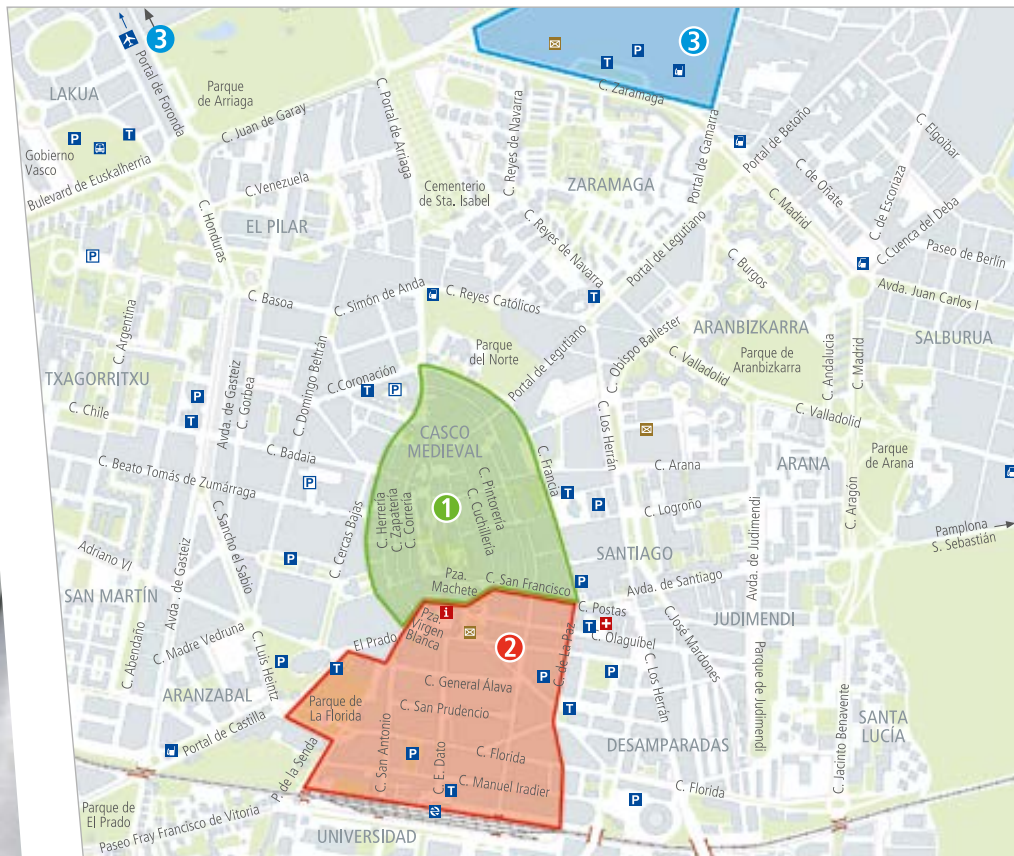 3
Portal de Foronda
LAKUA
P
T
Gobierno
Vasco
Bulevard de Euskalherria
Parque
de Arriaga
C. Juan de Garay
C. Portal de Arriaga
T
P
3
C. Zaramaga
C. Reyes de Navarra
Portal de Gamarra
Portal de Betoño
C. Elgoibar
C. de Oñate
C. de Escoriaza
ZARAMAGA
C. Madrid
C.Venezuela
Cementerio
de Sta. Isabel
C. Honduras
EL PILAR
C. Reyes de Navarra
Portal de Legutiano
C.Cuenca del Deba
Paseo de Berlín
P
C. Burgos
C. Basoa
C. Simón de Anda
C. Reyes Católicos
T
Avda. Juan Carlos I
C. Argentina
ARANBIZKARRA
SALBURUA
Parque
del Norte
Portal de Legutiano
C. Obispo Ballester
Parque de
Aranbizkarra
C. Valladolid
C. Andalucía
C. Madrid
TXAGORRITXU
Avda. de Gasteiz
C. Gorbea
C. Domingo Beltrán
C.Coronación
T
P
P
T
C. Chile
C. Valladolid
CASCO
MEDIEVAL
C. Los Herrán
Parque
de Arana
C. Badaia
C. Beato Tomás de Zumárraga
C. Francia
C. Arana
ARANA
P
C. Herrería
C. Zapatería
C. Correría
1
C. Pintorería
C. Cuchillería
T
P
C. Logroño
C. Aragón
C. Cercas Bajas
C. Sancho el Sabio
Adriano VI
Avda. de Gasteiz
P
SANTIAGO
Avda. de Judimendi
Pamplona
S. Sebastián
SAN MARTÍN
Pza.
Machete
C. San Francisco
P
Avda. de Santiago
C. Postas
i
Pza.
Virgen
Blanca
2
T
C. Olaguibel
C.José Mardones
JUDIMENDI
C. Abendaño
C. Madre Vedruna
C. Luis Heintz
El Prado
P
T
C. de La Paz
P
P
C. Los Herrán
Parque de Judimendi
ARANZABAL
Parque de
La Florida
C. General Álava
C. San Prudencio
T
C. Jacinto Benavente
SANTA
LUCÍA
Portal de Castilla
C. San Antonio
P
C. E. Dato
C. Florida
DESAMPARADAS
P. de la Senda
T
C. Manuel Iradier
P
C. Florida
Parque de
El Prado
Paseo Fray Francisco de Vitoria
UNIVERSIDAD